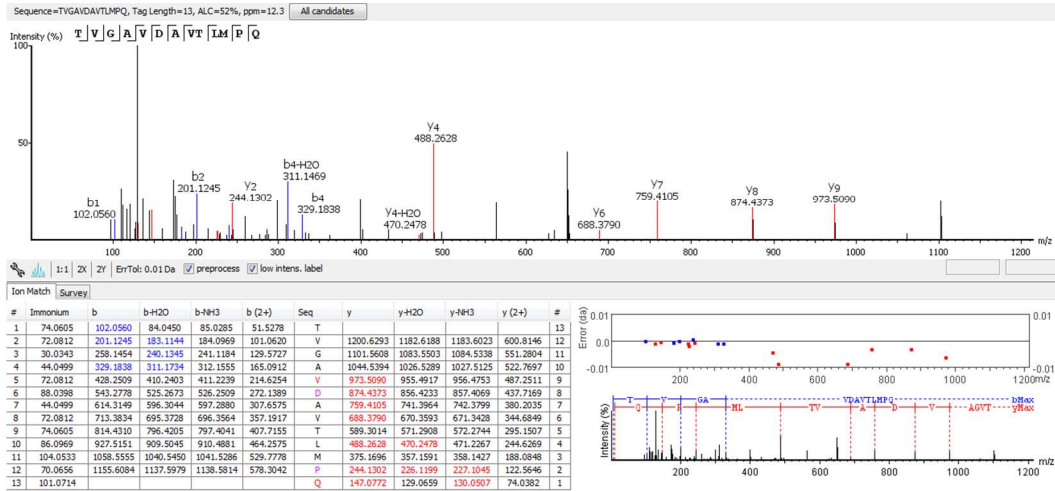 Sequence=TVGAVDAVTLMPQ, Tag Length=13, ALC=52%, ppm=12.3 All candidates
Intensity (%) T V G A V D A V T L M P Q
100
50
b1
102.0560
b2
201.1245
y2
244.1302
b4-H2O
311.1469
b4
329.1838
y4-H2O
470.2478
y4
488.2628
y6
688.3790
y7
759.4105
y8
874.4373
y9
973.5090
100 200 300 400 500 600 700 800 900 1000 1100 1200 m/z
1:1 2X 2Y ErrTol: 0.01 Da preprocess low intens. label
Ion Match Survey
# Immonium b b-H2O b-NH3 b (2+) Seq y y-H2O y-NH3 y (2+) #
1 74.0605 102.0560 84.0450 85.0285 51.5278 T 13
2 72.0812 201.1245 183.1144 184.0969 101.0620 V 1200.6293 1182.6188 1183.6023 600.8146 12
3 30.0343 258.1454 240.1345 241.1184 129.5727 G 1101.5608 1083.5503 1084.5338 551.2804 11
4 44.0499 329.1838 311.1734 312.1555 165.0912 A 1044.5394 1026.5289 1027.5125 522.7697 10
5 72.0812 428.2509 410.2403 411.2239 214.6254 V 973.5090 955.4917 956.4753 487.2511 9
6 88.0398 543.2778 525.2673 526.2509 272.1389 D 874.4373 856.4233 857.4069 437.7169 8
7 44.0499 614.3149 596.3044 597.2880 307.6575 A 759.4105 741.3964 742.3799 380.2035 7
8 72.0812 713.3834 695.3728 696.3564 357.1917 V 688.3790 670.3593 671.3428 344.6849 6
9 74.0605 814.4310 796.4205 797.4041 407.7155 T 589.3014 571.2908 572.2744 295.1507 5
10 86.0969 927.5151 909.5045 910.4881 464.2575 L 488.2628 470.2478 471.2267 244.6269 4
11 104.0533 1058.5555 1040.5450 1041.5286 529.7778 M 375.1696 357.1591 358.1427 188.0848 3
12 70.0656 1155.6084 1137.5979 1138.5814 578.3042 P 244.1302 226.1199 227.1045 122.5646 2
13 101.0714 Q 147.0772 129.0659 130.0507 74.0382 1
Error (da)
0.01 0.01
0.0
-0.01 -0.01
200 400 600 800 1000 1200m/z
T V GA VDAVTLMPQ bMax
Q P ML TV A D V AGVT yMax
Intensity (%)
200 400 600 800 1000 1200 m/z